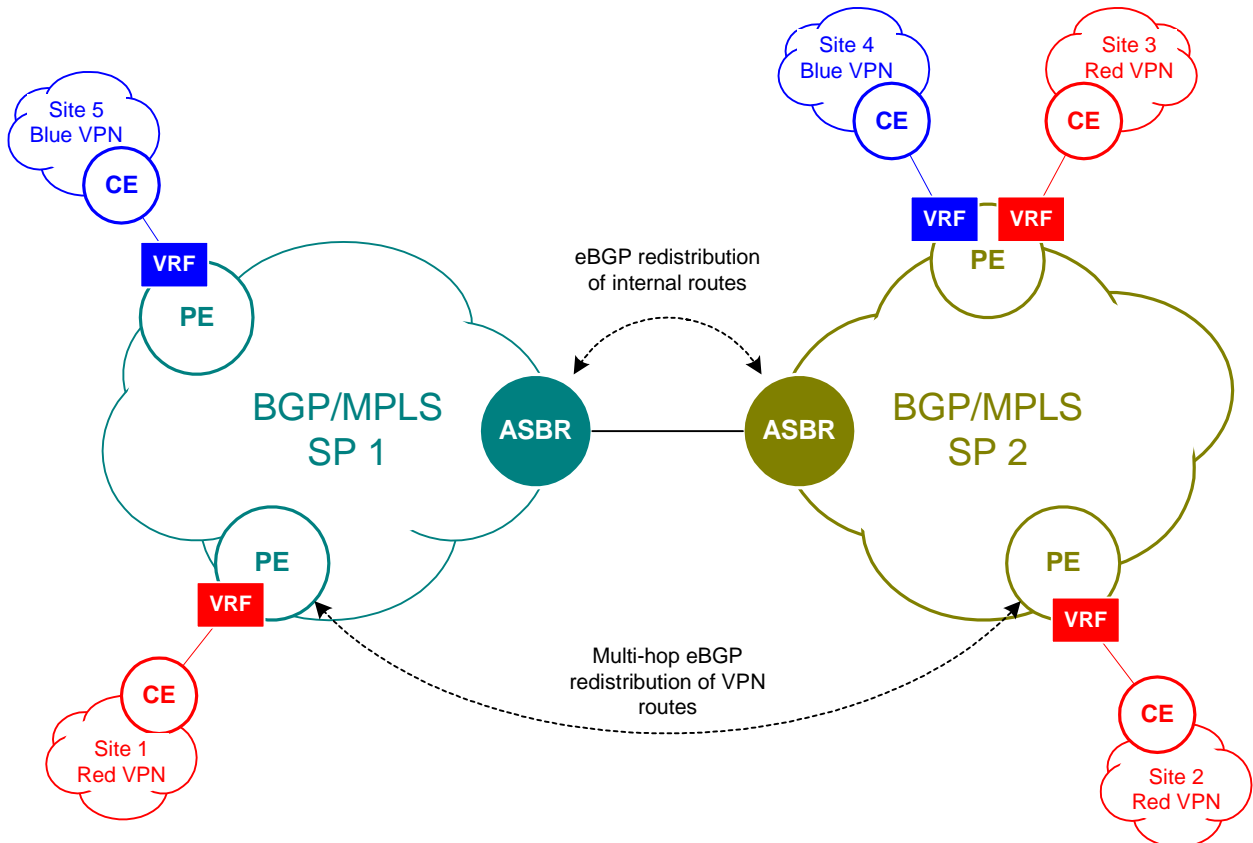 Site 4
Blue VPN
CE
Site 3
Red VPN
CE
Site 5
Blue VPN
CE
VRF
VRF
VRF
PE
PE
eBGP redistribution
of internal routes
BGP/MPLS
SP 1
ASBR
ASBR
BGP/MPLS
SP 2
PE
VRF
PE
VRF
Multi-hop eBGP
redistribution of VPN
routes
CE
Site 1
Red VPN
CE
Site 2
Red VPN